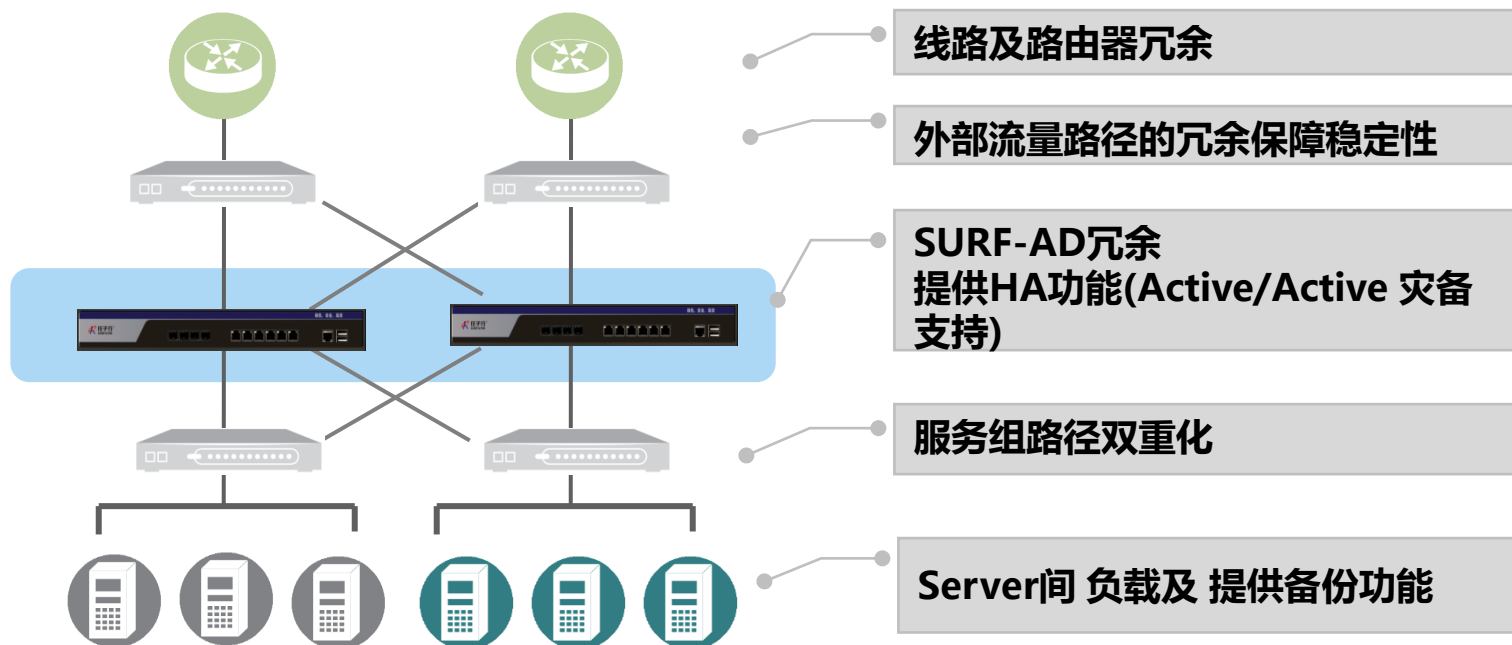 线路及路由器冗余
外部流量路径的冗余保障稳定性
SURF-AD冗余
提供HA功能(Active/Active 灾备
支持)
服务组路径双重化
Server间 负载及 提供备份功能